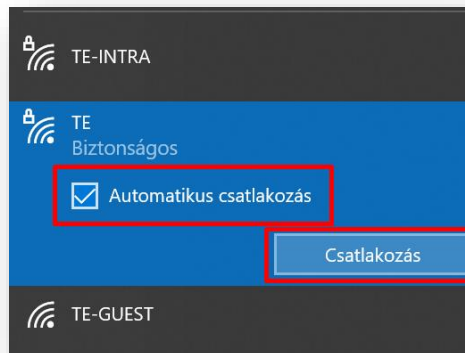 TE-INTRA
TE
Biztonságos
Automatikus csatlakozás
Csatlakozás
TE-GUEST